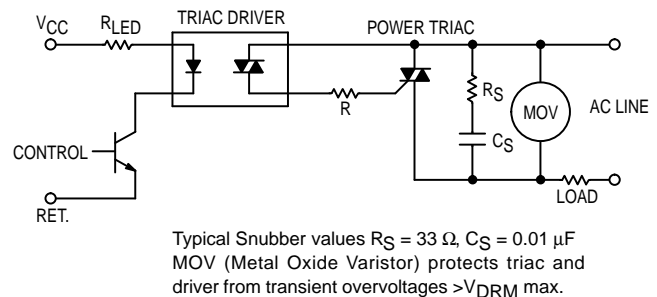 TRIAC DRIVER
VCC
RLED
POWER TRIAC
RS
MOV
AC LINE
R
CS
CONTROL
LOAD
RET.
Typical Snubber values RS = 33 Ω, CS = 0.01 μF
MOV (Metal Oxide Varistor) protects triac and
driver from transient overvoltages >VDRM max.